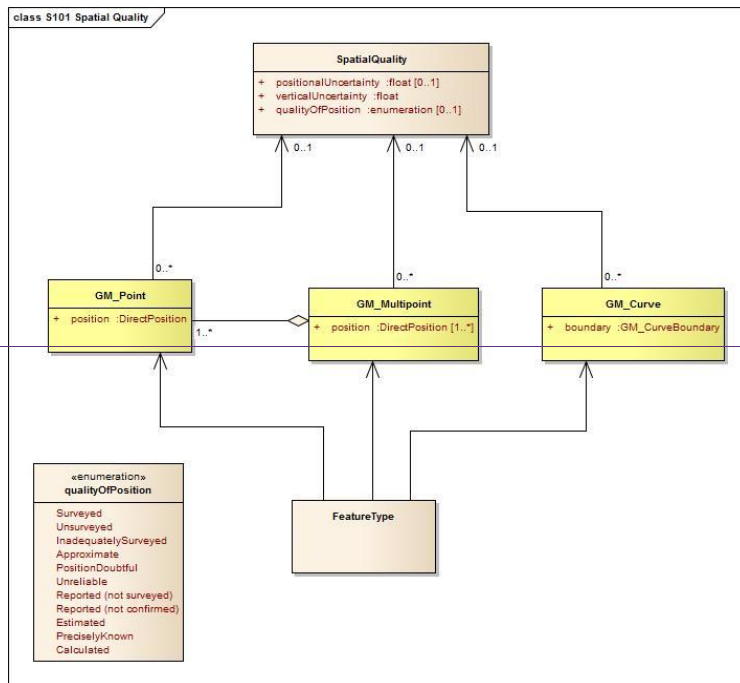 class S101 Spatial Quality
SpatialQuality
+ positionalUncertainty :float [0..1]
+ verticalUncertainty :float
+ qualityOfPosition :enumeration [0..1]
0..1
0..1
0..1
0..*
0..*
0..*
GM_Point
+ position :DirectPosition
1..*
GM_Multipoint
+ position :DirectPosition [1..*]
GM_Curve
+ boundary :GM_CurveBoundary
«enumeration»
qualityOfPosition
Surveyed
Unsurveyed
InadequatelySurveyed
Approximate
PositionDoubtful
Unreliable
Reported (not surveyed)
Reported (not confirmed)
Estimated
PreciselyKnown
Calculated
FeatureType